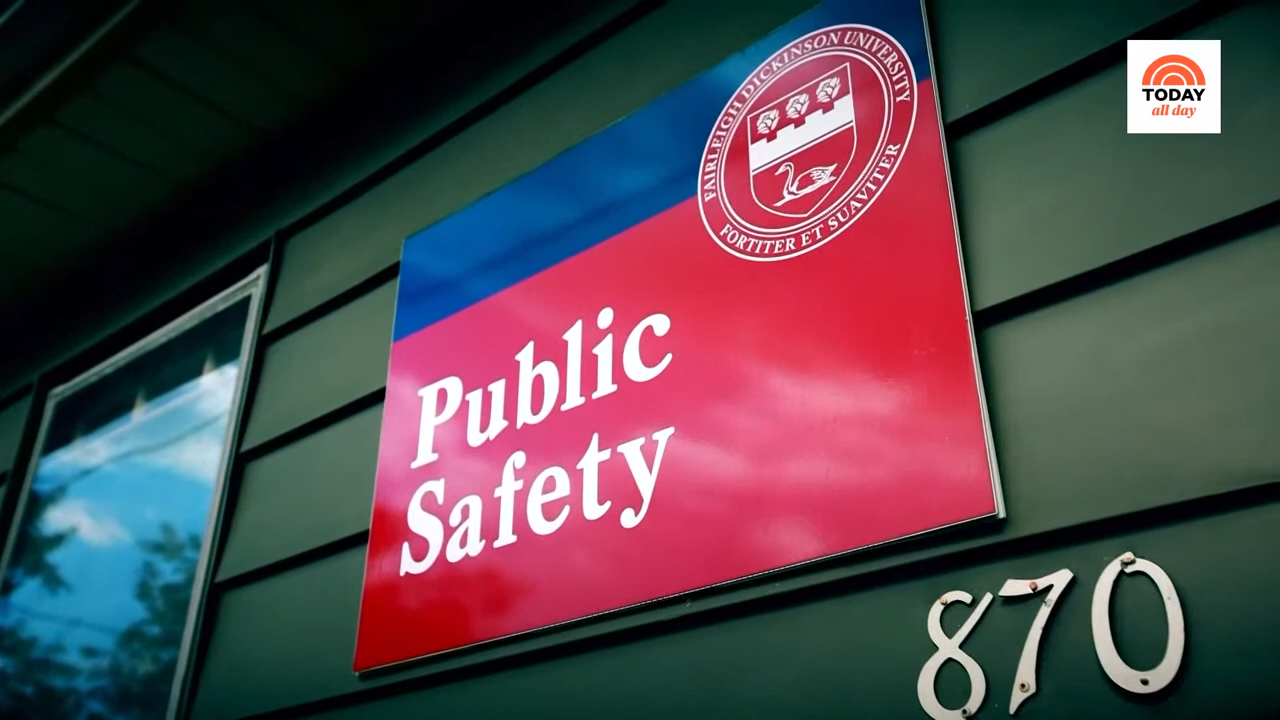 FAIRLEIGH DICKINSON UNIVERSITY
FORTITER ET SUAVITER
TODAY
all day
Public
Safety
870